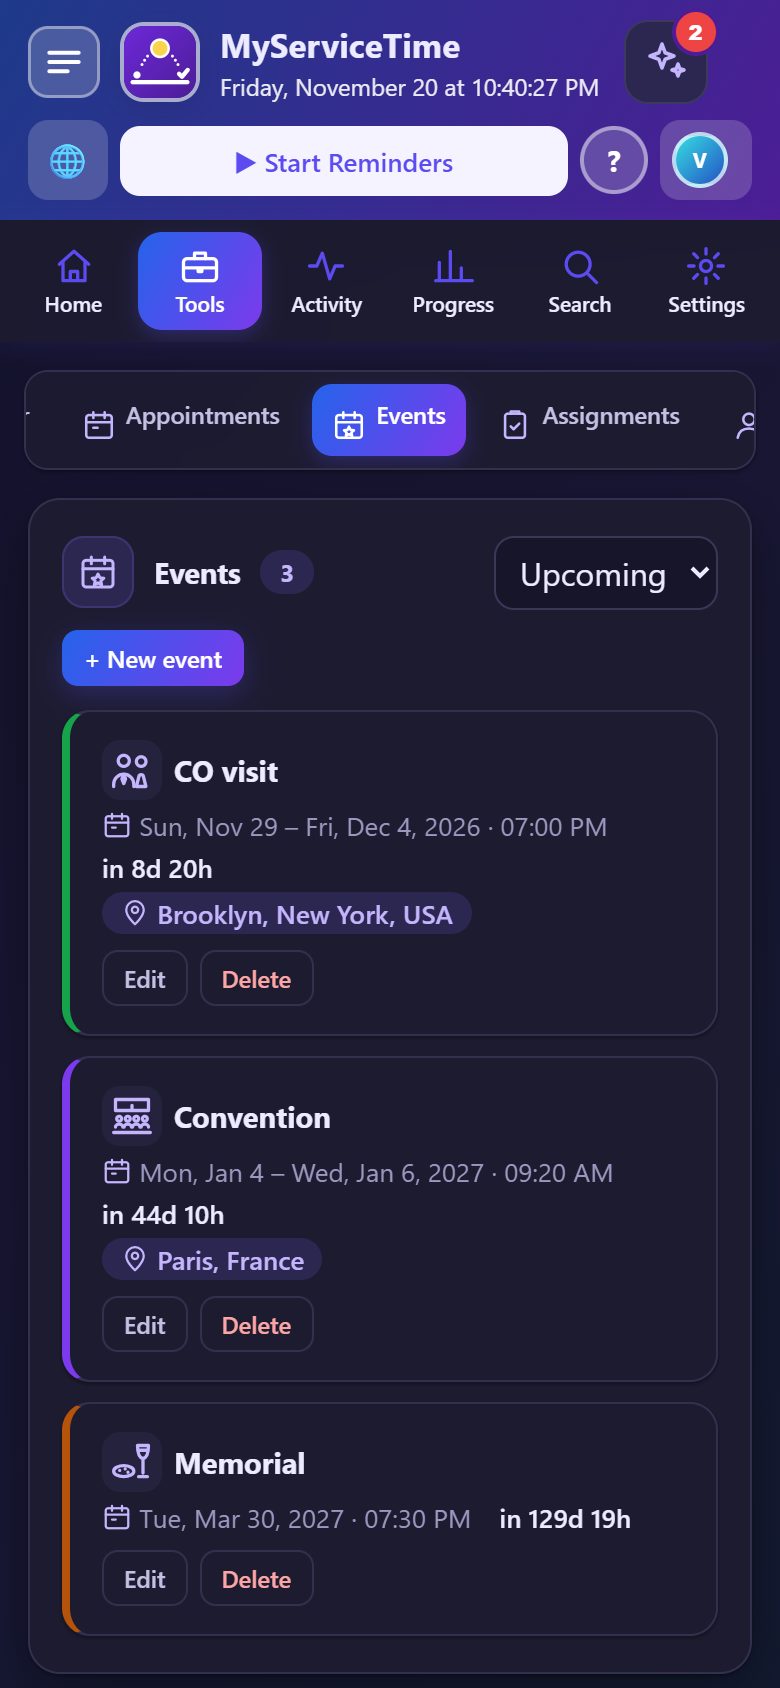 MyServiceTime
Friday, November 20 at 10:40:27 PM
2
▶ Start Reminders
?
V
Home
Tools
Activity
Progress
Search
Settings
Appointments
Events
Assignments
Events
3
Upcoming
+ New event
CO visit
Sun, Nov 29 – Fri, Dec 4, 2026 · 07:00 PM
in 8d 20h
Brooklyn, New York, USA
Edit
Delete
Convention
Mon, Jan 4 – Wed, Jan 6, 2027 · 09:20 AM
in 44d 10h
Paris, France
Edit
Delete
Memorial
Tue, Mar 30, 2027 · 07:30 PM in 129d 19h
Edit
Delete